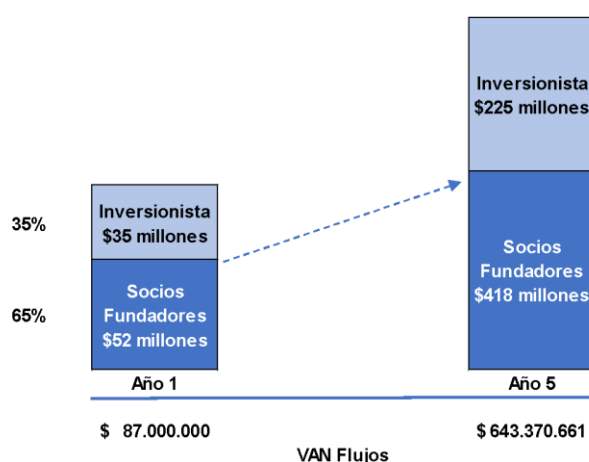 Inversionista
$225 millones
Inversionista
$35 millones
35%
Socios
Fundadores
$418 millones
Socios
Fundadores
$52 millones
65%
Año 1
Año 5
$ 87.000.000
$ 643.370.661
VAN Flujos